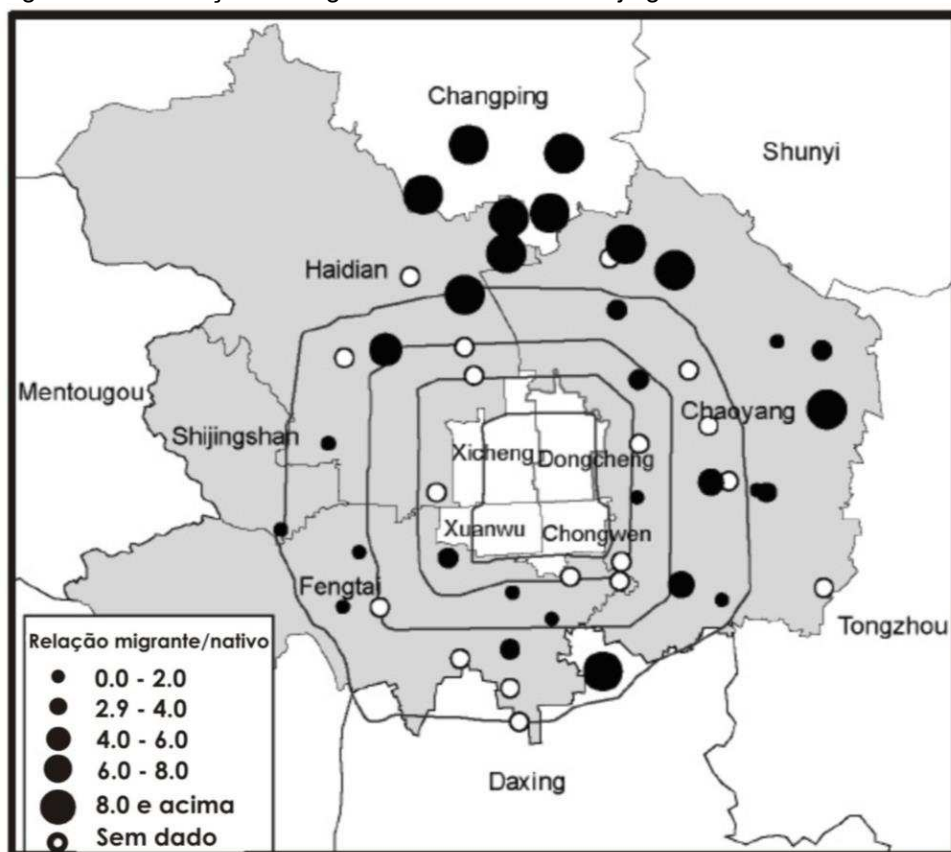 Changping
Shunyi
Haidian
Mentougou
Chaoyang
Shijingshan
Xicheng
Dongcheng
Xuanwu
Chongwen
Fengtai
Tongzhou
Daxing
Relação migrante/nativo
0.0 - 2.0
2.9 - 4.0
4.0 - 6.0
6.0 - 8.0
8.0 e acima
Sem dado